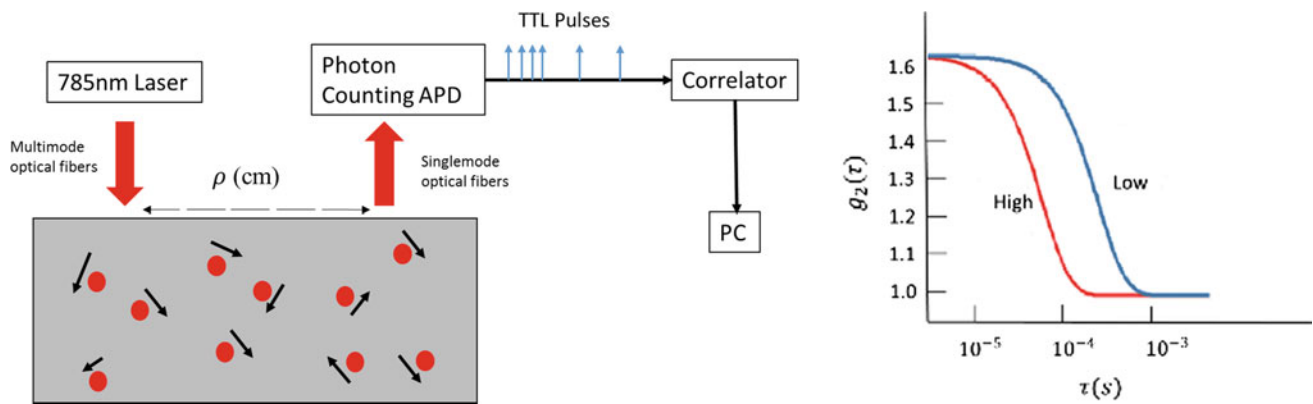 TTL Pulses
785nm Laser
Photon
Counting APD
Correlator
Multimode
optical fibers
ρ (cm)
Singlemode
optical fibers
PC
g₂(τ)
1.6
1.5
1.4
1.3
1.2
1.1
1.0
High
Low
10⁻⁵
10⁻⁴
10⁻³
τ(s)